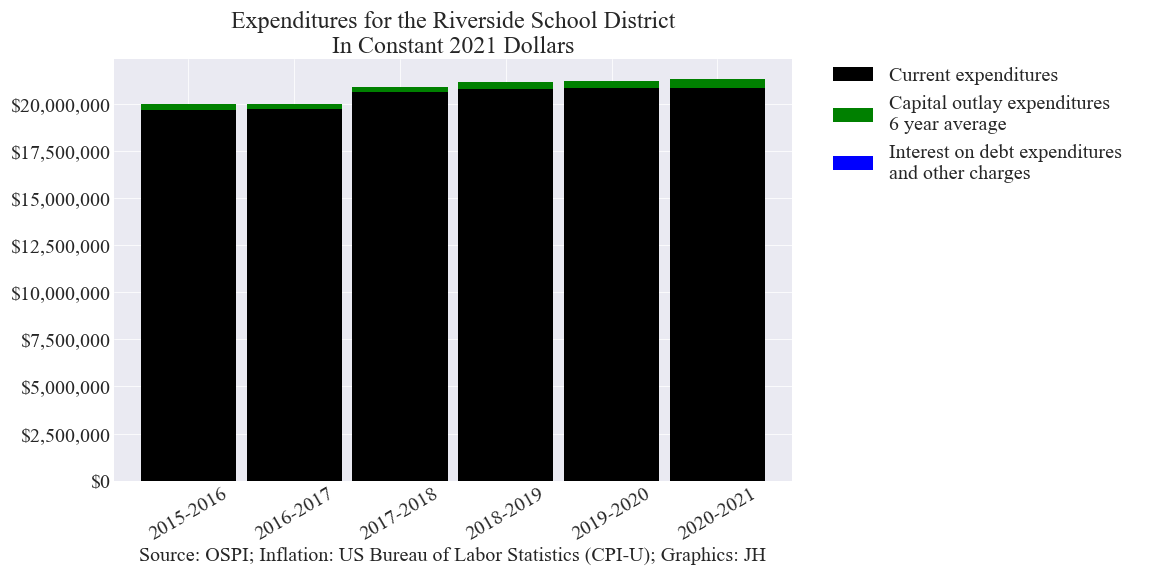 Expenditures for the Riverside School District
In Constant 2021 Dollars
Current expenditures
Capital outlay expenditures
6 year average
Interest on debt expenditures
and other charges
$20,000,000
$17,500,000
$15,000,000
$12,500,000
$10,000,000
$7,500,000
$5,000,000
$2,500,000
$0
2015-2016
2016-2017
2017-2018
2018-2019
2019-2020
2020-2021
Source: OSPI; Inflation: US Bureau of Labor Statistics (CPI-U); Graphics: JH